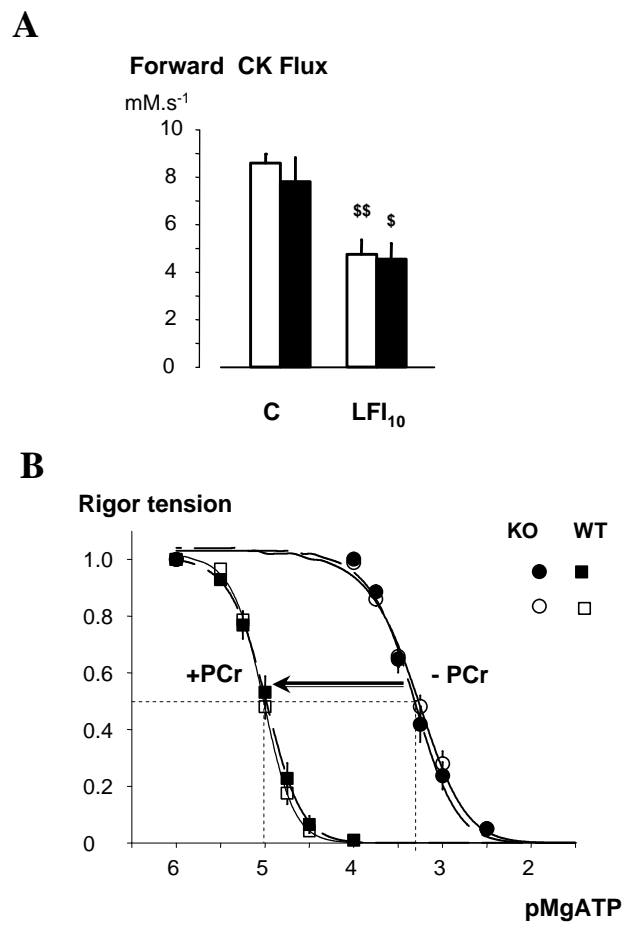 A
Forward CK Flux
mM.s-1
10
8
6
4
2
0
$$
$
C
LFI10
B
Rigor tension
KO WT
1.0
0.8
0.6
0.4
0.2
0
+PCr
- PCr
6 5 4 3 2
pMgATP